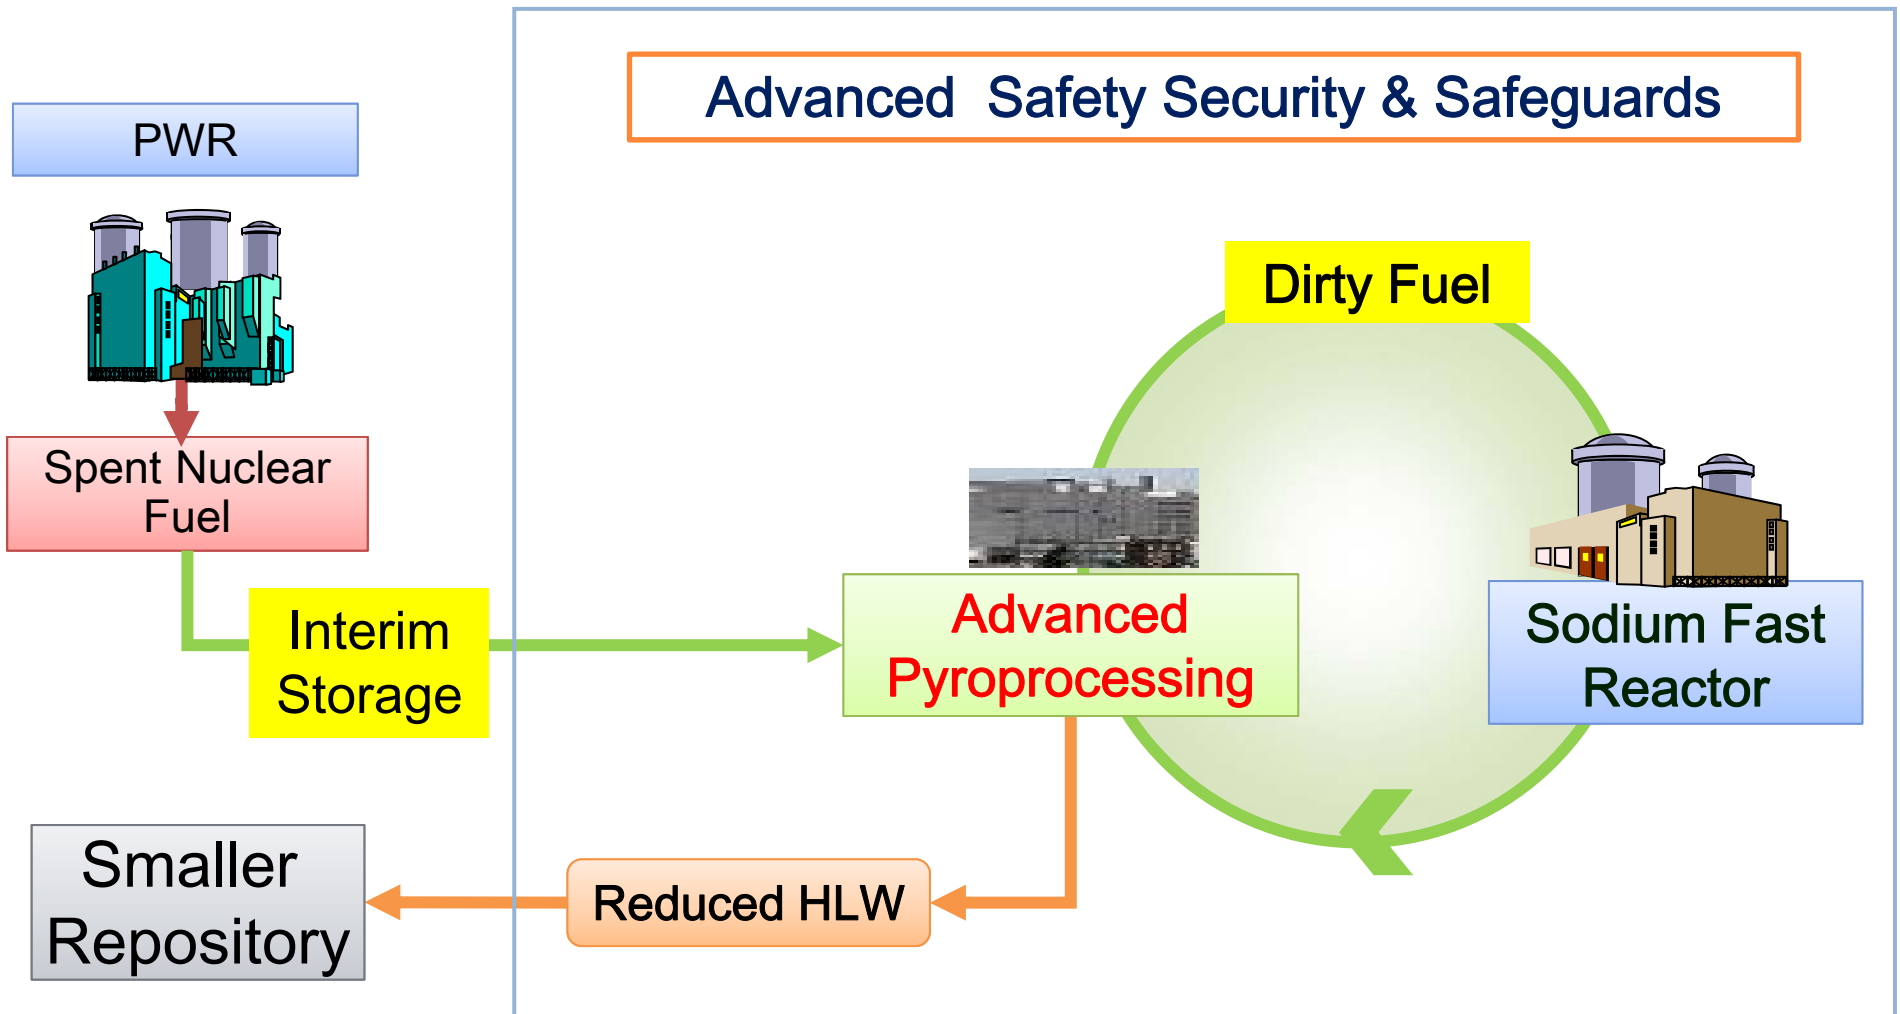 Advanced  Safety Security & Safeguards
PWR
Spent Nuclear
Fuel
Interim
Storage
Dirty Fuel
Advanced
Pyroprocessing
Sodium Fast
Reactor
Reduced HLW
Smaller
Repository